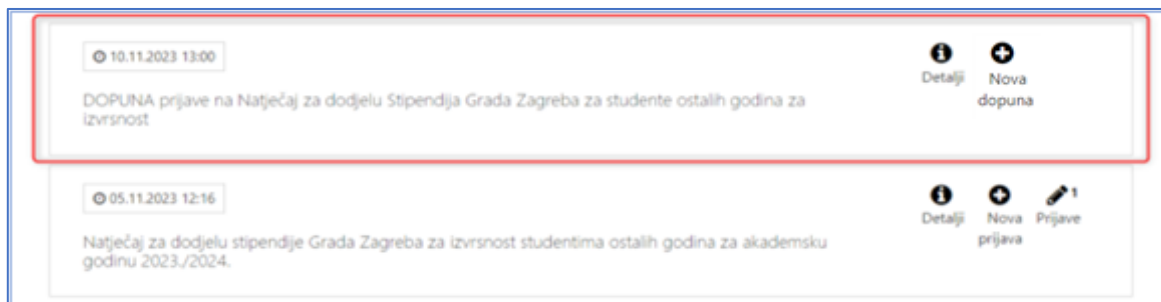 10.11.2023 13:00
Detalji
Nova
dopuna
DOPUNA prijave na Natječaj za dodjelu Stipendija Grada Zagreba za studente ostalih godina za
izvrsnost
05.11.2023 12:16
1
Detalji
Nova
prijava
Prijave
Natječaj za dodjelu stipendije Grada Zagreba za izvrsnost studentima ostalih godina za akademsku
godinu 2023./2024.